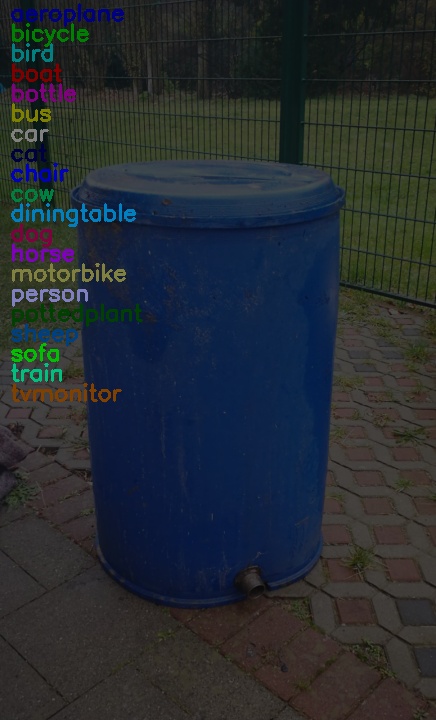 aeroplane
bicycle
bird
boat
bottle
bus
car
cat
chair
cow
diningtable
dag
horse
motorbike
person
pottedplant
sheep
sofa
train
tvmonitor